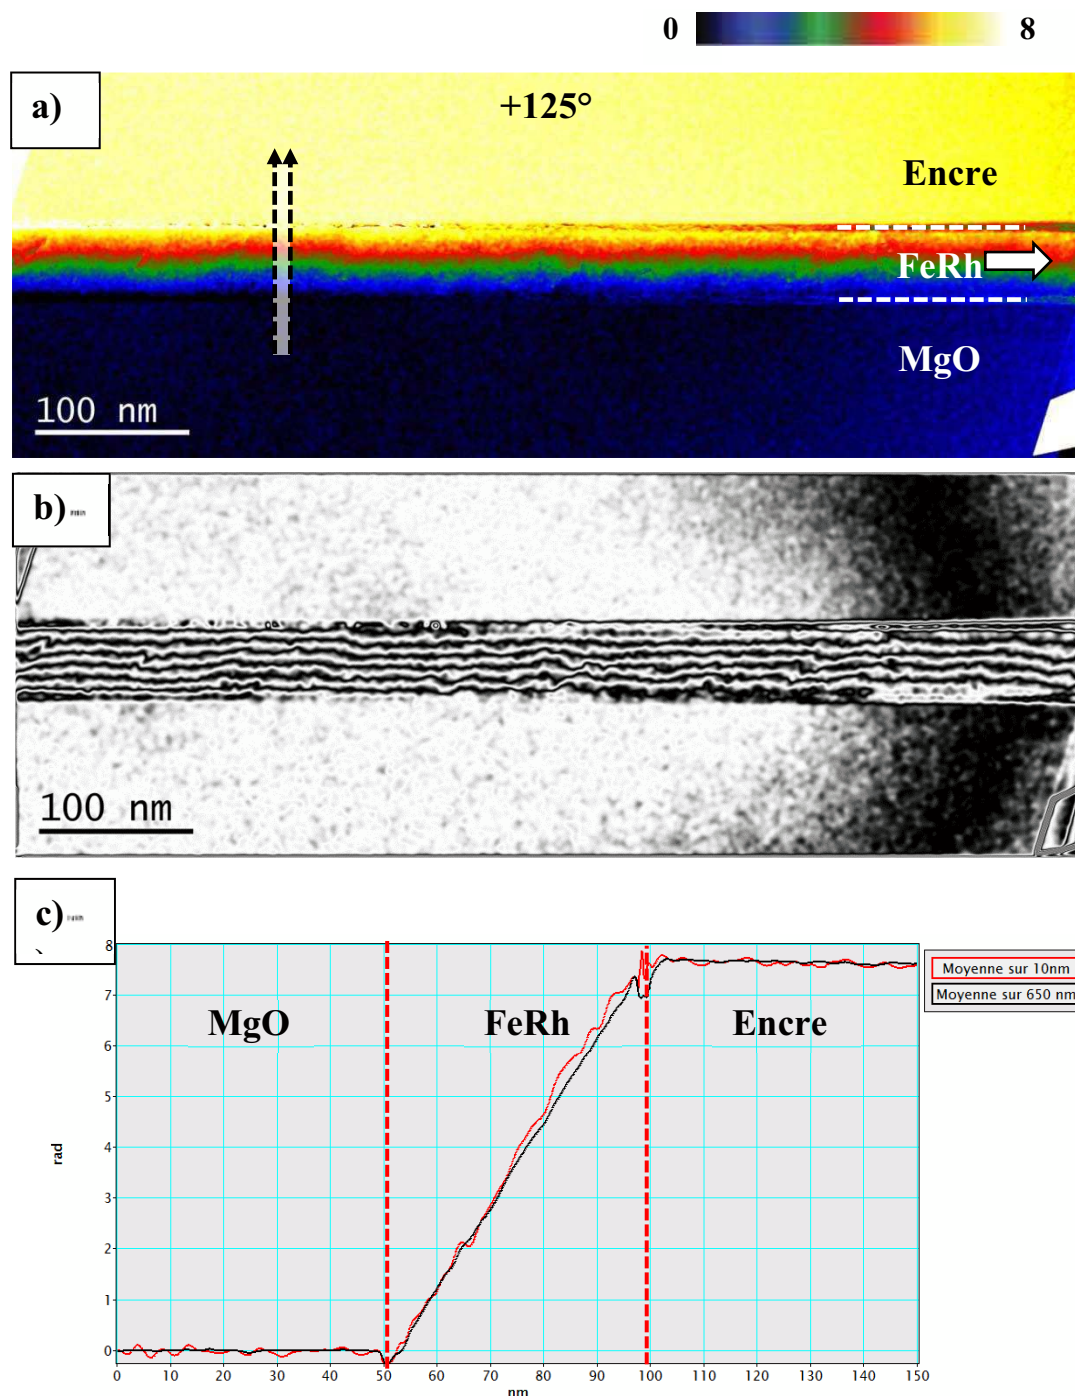 0 8
a)
+125°
Encre
FeRh
MgO
100 nm
b)
100 nm
c)
8
7
6
5
4
3
2
1
0
rad
MgO FeRh Encre
Moyenne sur 10nm
Moyenne sur 650 nm
0 10 20 30 40 50 60 70 80 90 100 110 120 130 140 150
nm